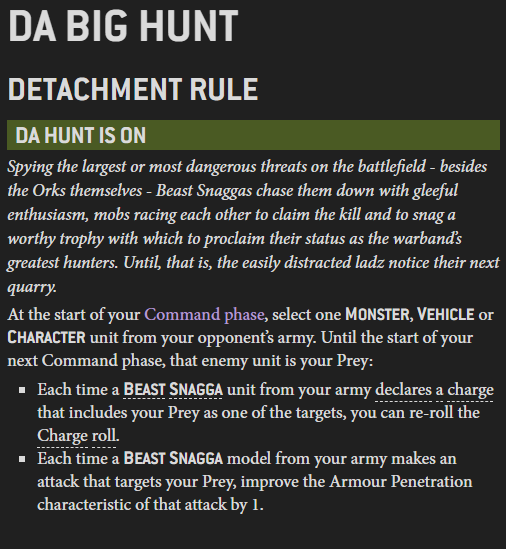 DA BIG HUNT
DETACHMENT RULE
DA HUNT IS ON
Spying the largest or most dangerous threats on the battlefield - besides
the Orks themselves - Beast Snaggas chase them down with gleeful
enthusiasm, mobs racing each other to claim the kill and to snag a
worthy trophy with which to proclaim their status as the warband's
greatest hunters. Until, that is, the easily distracted ladz notice their next
quarry.
At the start of your Command phase, select one MONSTER, VEHICLE or
CHARACTER unit from your opponent's army. Until the start of your
next Command phase, that enemy unit is your Prey:
▪ Each time a BEAST SNAGGA unit from your army declares a charge
that includes your Prey as one of the targets, you can re-roll the
Charge roll.
▪ Each time a BEAST SNAGGA model from your army makes an
attack that targets your Prey, improve the Armour Penetration
characteristic of that attack by 1.